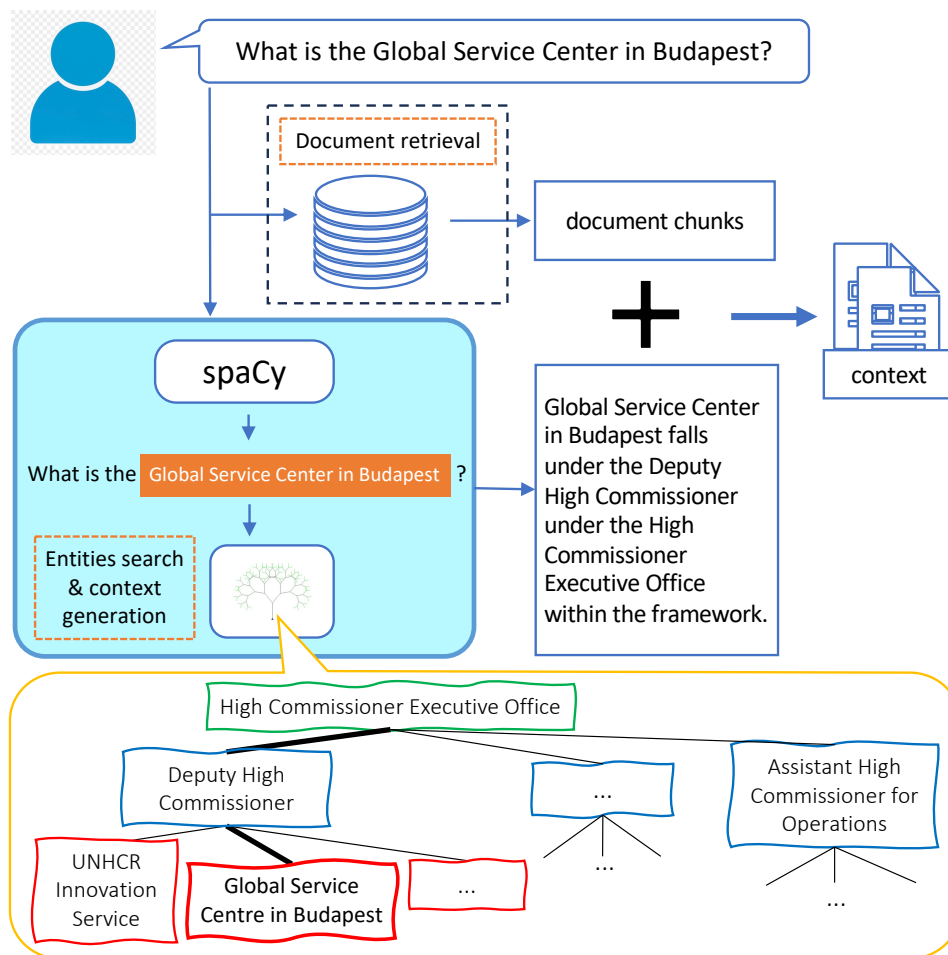 What is the Global Service Center in Budapest?
Document retrieval
document chunks
context
spaCy
What is the Global Service Center in Budapest ?
Entities search
& context
generation
Global Service Center
in Budapest falls
under the Deputy
High Commissioner
under the High
Commissioner
Executive Office
within the framework.
High Commissioner Executive Office
Deputy High
Commissioner
...
Assistant High
Commissioner for
Operations
UNHCR
Innovation
Service
Global Service
Centre in Budapest
...
...
...